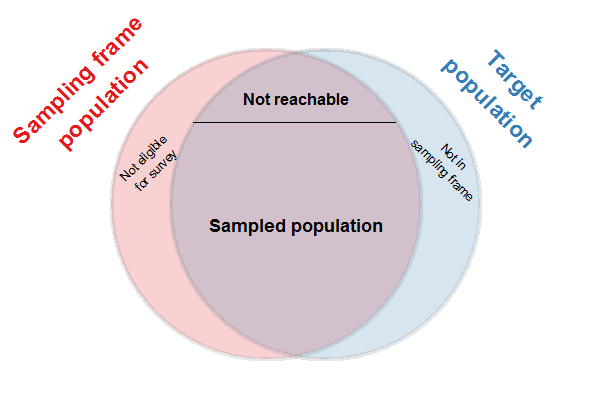 Sampling frame
population
Target
population
Not reachable
Not eligible
for survey
Not in
sampling frame
Sampled population